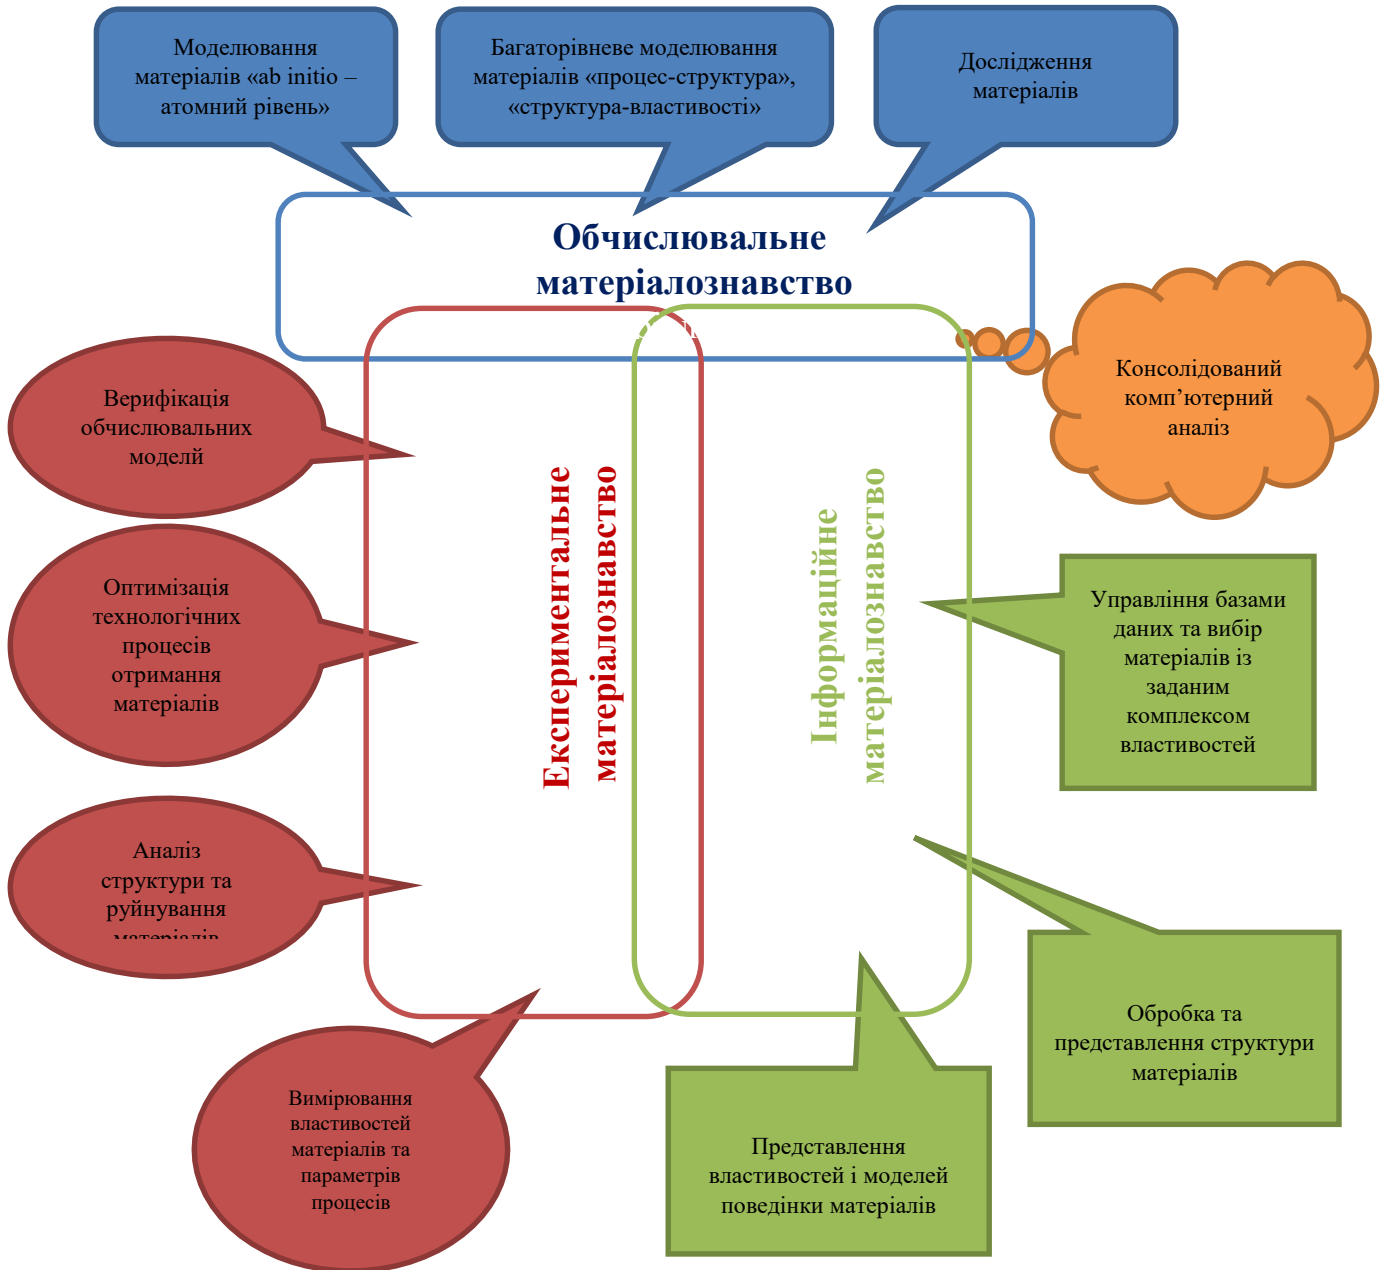 Моделювання
матеріалів «ab initio –
атомний рівень»
Багаторівневе моделювання
матеріалів «процес-структура»,
«структура-властивості»
Дослідження
матеріалів
Обчислювальне
матеріалознавство
Консолідований
комп’ютерний
аналіз
Верифікація
обчислювальних
моделй
Оптимізація
технологічних
процесів
отримання
матеріалів
Аналіз
структури та
руйнування
матеріалів
Вимірювання
властивостей
матеріалів та
параметрів
процесів
Експериментальне
матеріалознавство
Інформаційне
матеріалознавство
Управління базами
даних та вибір
матеріалів із
заданим
комплексом
властивостей
Обробка та
представлення структури
матеріалів
Представлення
властивостей і моделей
поведінки матеріалів